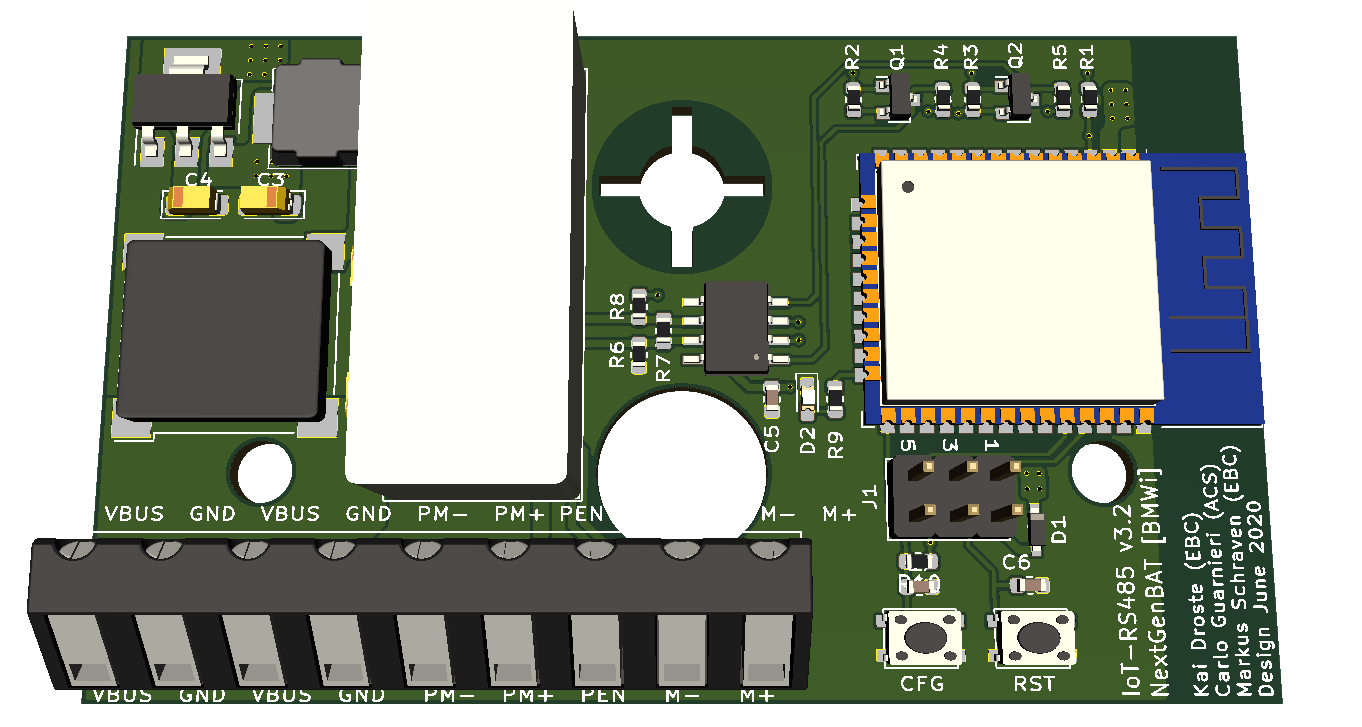 R2
Q1
R4
R3
Q2
R5
R1
C4
C3
R8
R6
R7
C5
D2
R9
5
3
1
J1
D1
C6
VBUS GND VBUS GND PM- PM+ PEN M- M+
VBUS GND VBUS GND PM- PM+ PEN M- M+
CFG
RST
IoT-RS485 v3.2
NextGenBAT [BMWi]
Kai Droste (EBC)
Carlo Guarnieri (ACS)
Markus Schraven (EBC)
Design June 2020